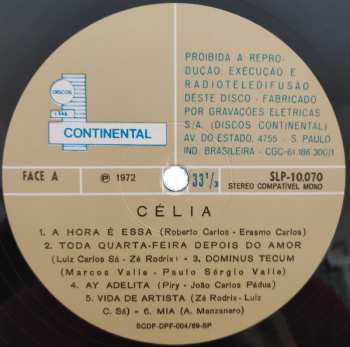 DISCOS
CONTINENTAL
PROIBIDA A REPRO-
DUÇÃO, EXECUÇÃO E
RADIOTELEDIFUSÃO
DESTE DISCO - FABRICADO
POR GRAVAÇÕES ELÉTRICAS
S/A. (DISCOS CONTINENTAL)
AV. DO ESTADO, 4755 - S. PAULO
IND. BRASILEIRA - CGC-61.186.300/1
FACE A
℗ 1972
33 1/3
SLP-10.070
STEREO COMPATÍVEL MONO
CÉLIA
1. A HORA É ESSA (Roberto Carlos - Erasmo Carlos)
2. TODA QUARTA-FEIRA DEPOIS DO AMOR
(Luiz Carlos Sá - Zé Rodrix) - 3. DOMINUS TECUM
(Marcos Valle - Paulo Sérgio Valle)
4. AY ADELITA (Piry - João Carlos Pádua)
5. VIDA DE ARTISTA (Zé Rodrix - Luiz
C. Sá) - 6. MIA (A. Manzanero)
SCDP-DPF-004/69-SP